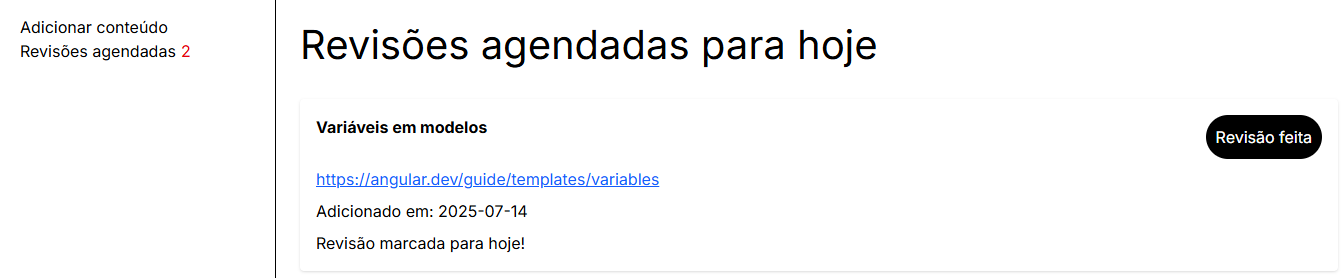 Adicionar conteúdo
Revisões agendadas 2
Revisões agendadas para hoje
Variáveis em modelos
Revisão feita
https://angular.dev/guide/templates/variables
Adicionado em: 2025-07-14
Revisão marcada para hoje!